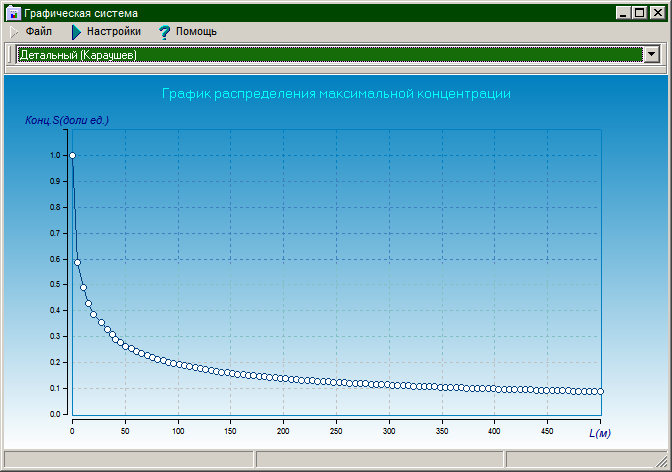 Графическая система
Файл Настройки Помощь
Детальный (Караушев)
График распределения максимальной концентрации
Конц.S(доли ед.)
1.0
0.9
0.8
0.7
0.6
0.5
0.4
0.3
0.2
0.1
0.0
0 50 100 150 200 250 300 350 400 450
L(м)